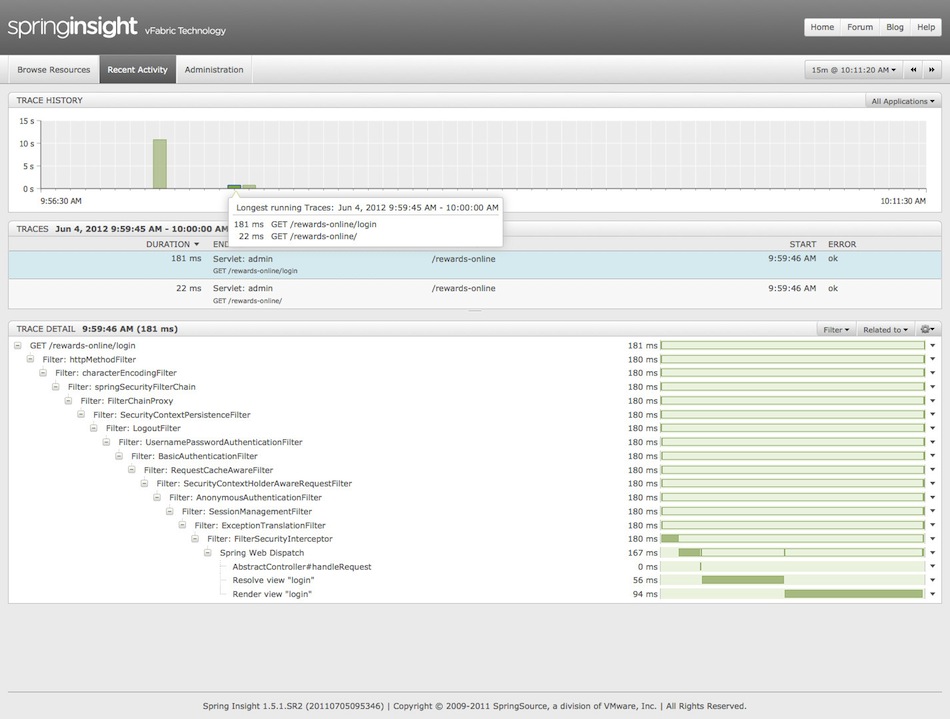 springinsight vFabric Technology
Home Forum Blog Help
Browse Resources Recent Activity Administration 15m @ 10:11:20 AM
TRACE HISTORY All Applications
15 s
10 s
5 s
0 s
9:56:30 AM 10:11:30 AM
Longest running Traces: Jun 4, 2012 9:59:45 AM - 10:00:00 AM
181 ms GET /rewards-online/login
22 ms GET /rewards-online/
TRACES Jun 4, 2012 9:59:45 AM - 10:00:00 AM
DURATION END START ERROR
181 ms Servlet: admin /rewards-online 9:59:46 AM ok
GET /rewards-online/login
22 ms Servlet: admin /rewards-online 9:59:46 AM ok
GET /rewards-online/
TRACE DETAIL 9:59:46 AM (181 ms) Filter Related to
GET /rewards-online/login 181 ms
Filter: httpMethodFilter 180 ms
Filter: characterEncodingFilter 180 ms
Filter: springSecurityFilterChain 180 ms
Filter: FilterChainProxy 180 ms
Filter: SecurityContextPersistenceFilter 180 ms
Filter: LogoutFilter 180 ms
Filter: UsernamePasswordAuthenticationFilter 180 ms
Filter: BasicAuthenticationFilter 180 ms
Filter: RequestCacheAwareFilter 180 ms
Filter: SecurityContextHolderAwareRequestFilter 180 ms
Filter: AnonymousAuthenticationFilter 180 ms
Filter: SessionManagementFilter 180 ms
Filter: ExceptionTranslationFilter 180 ms
Filter: FilterSecurityInterceptor 180 ms
Spring Web Dispatch 167 ms
AbstractController#handleRequest 0 ms
Resolve view "login" 56 ms
Render view "login" 94 ms
Spring Insight 1.5.1.SR2 (20110705095346) | Copyright © 2009-2011 SpringSource, a division of VMware, Inc. | All Rights Reserved.